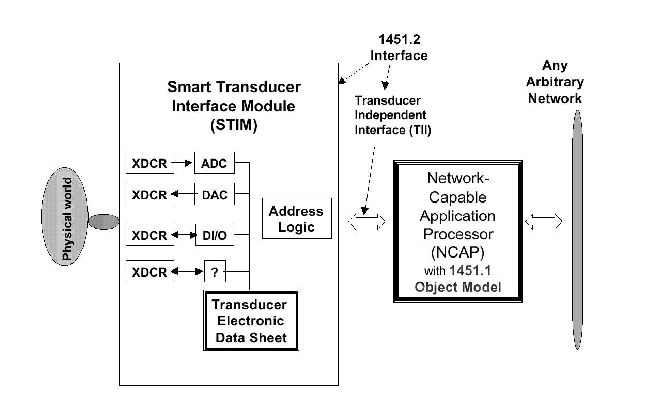 1451.2
Interface
Any
Arbitrary
Network
Smart Transducer
Interface Module
(STIM)
Transducer
Independent
Interface (TII)
XDCR
ADC
XDCR
DAC
XDCR
DI/O
XDCR
?
Address
Logic
Transducer
Electronic
Data Sheet
Physical world
Network-
Capable
Application
Processor
(NCAP)
with 1451.1
Object Model